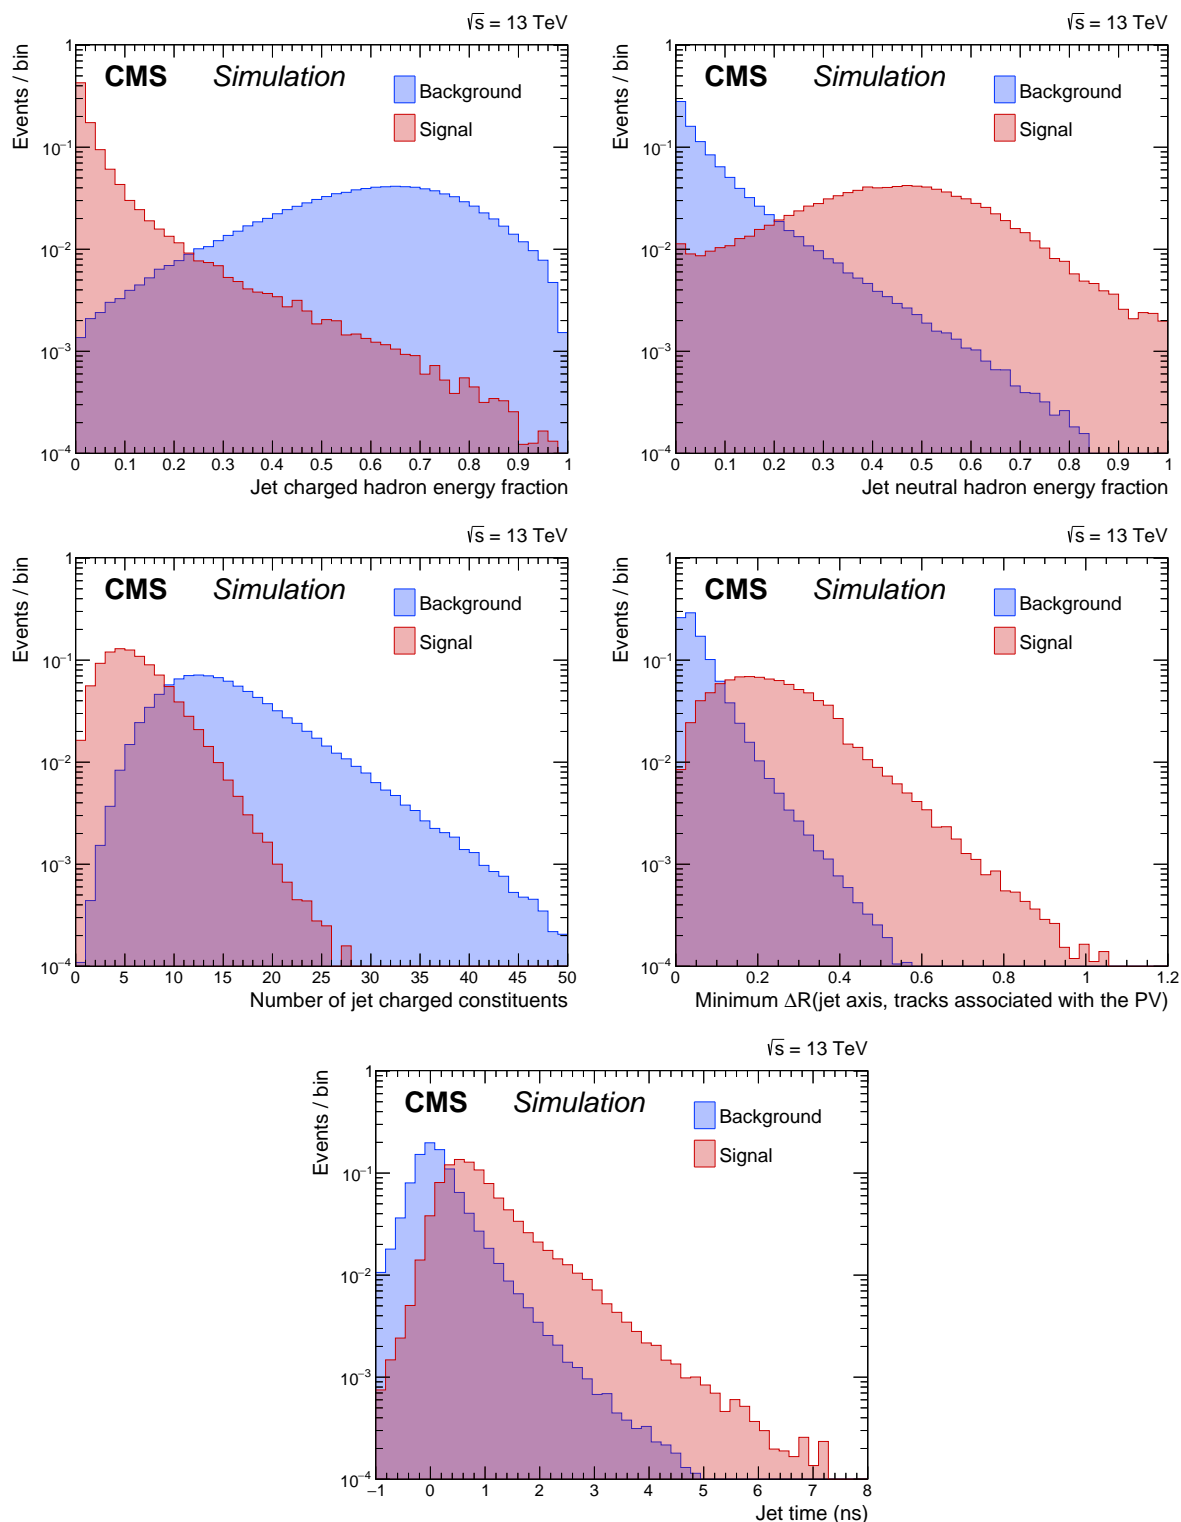 √s = 13 TeV
Events / bin
CMS Simulation
Background
Signal
1
10⁻¹
10⁻²
10⁻³
10⁻⁴
0 0.1 0.2 0.3 0.4 0.5 0.6 0.7 0.8 0.9 1
Jet charged hadron energy fraction
√s = 13 TeV
Events / bin
CMS Simulation
Background
Signal
1
10⁻¹
10⁻²
10⁻³
10⁻⁴
0 0.1 0.2 0.3 0.4 0.5 0.6 0.7 0.8 0.9 1
Jet neutral hadron energy fraction
√s = 13 TeV
Events / bin
CMS Simulation
Background
Signal
1
10⁻¹
10⁻²
10⁻³
10⁻⁴
0 5 10 15 20 25 30 35 40 45 50
Number of jet charged constituents
√s = 13 TeV
Events / bin
CMS Simulation
Background
Signal
1
10⁻¹
10⁻²
10⁻³
10⁻⁴
0 0.2 0.4 0.6 0.8 1 1.2
Minimum ΔR(jet axis, tracks associated with the PV)
√s = 13 TeV
Events / bin
CMS Simulation
Background
Signal
1
10⁻¹
10⁻²
10⁻³
10⁻⁴
−1 0 1 2 3 4 5 6 7 8
Jet time (ns)